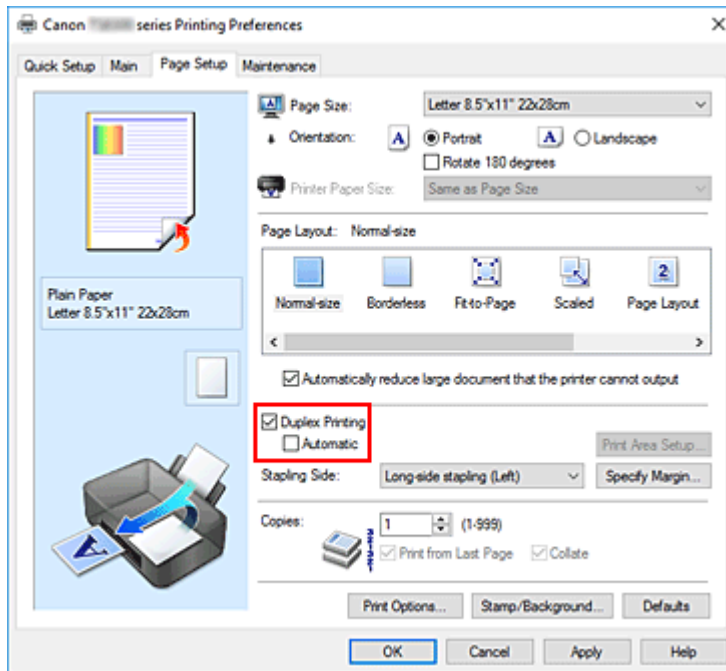 Canon series Printing Preferences
Quick Setup Main Page Setup Maintenance
Page Size: Letter 8.5"x11" 22x28cm
Orientation: A Portrait A Landscape
Rotate 180 degrees
Printer Paper Size: Same as Page Size
Page Layout: Normal-size
2
Normal-size Borderless Fit-to-Page Scaled Page Layout
Plain Paper
Letter 8.5"x11" 22x28cm
Automatically reduce large document that the printer cannot output
Duplex Printing
Automatic
Print Area Setup...
Stapling Side: Long-side stapling (Left) Specify Margin...
Copies: 1 (1-999)
Print from Last Page Collate
A
Print Options... Stamp/Background... Defaults
OK Cancel Apply Help